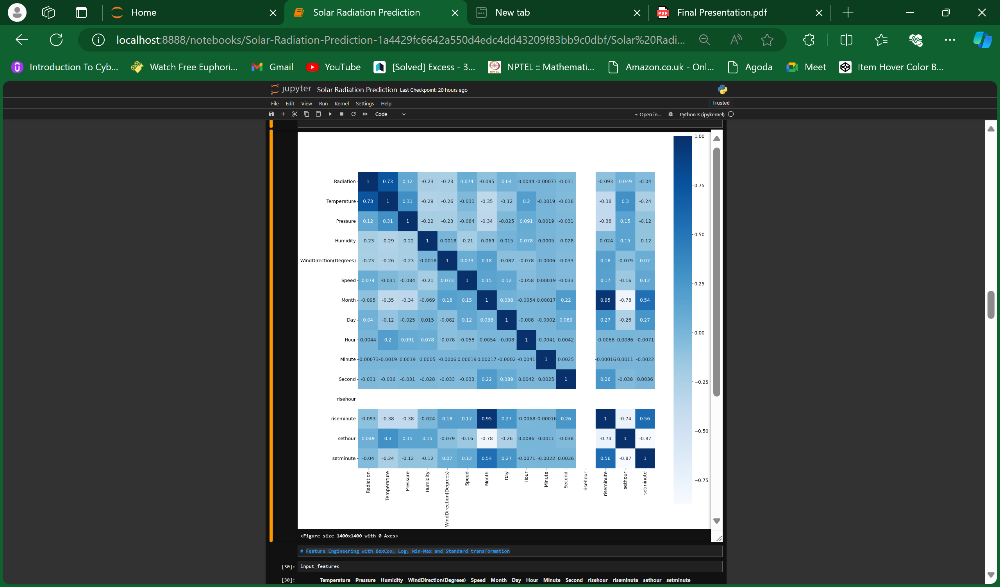 Home
Solar Radiation Prediction
New tab
PDF
Final Presentation.pdf
localhost:8888/notebooks/Solar-Radiation-Prediction-1a4429fc6642a550d4edc4dd43209f83bb9c0dbf/Solar%20Radi...
Introduction To Cyb... Watch Free Euphori... Gmail YouTube [Solved] Excess - 3... NPTEL :: Mathemati... Amazon.co.uk - Onl... Agoda Meet Item Hover Color B...
jupyter Solar Radiation Prediction Last Checkpoint: 20 hours ago
File Edit View Run Kernel Settings Help Trusted
Code Open in... Python 3 (ipykernel)
1.00
Radiation 1 0.73 0.12 -0.23 -0.23 0.074 -0.095 0.04 0.0044 -0.00073 -0.031 -0.093 0.049 -0.04
0.75
Temperature 0.73 1 0.31 -0.29 -0.26 -0.031 -0.35 -0.12 0.2 -0.0019 -0.036 -0.38 0.3 -0.24
Pressure 0.12 0.31 1 -0.22 -0.23 -0.084 -0.34 -0.025 0.091 0.0019 -0.031 -0.38 0.15 -0.12
0.50
Humidity -0.23 -0.29 -0.22 1 -0.0018 -0.21 -0.069 0.015 0.078 0.0005 -0.028 -0.024 0.15 -0.12
WindDirection(Degrees) -0.23 -0.26 -0.23 -0.0018 1 0.073 0.18 -0.082 -0.078 -0.0006 -0.033 0.18 -0.079 0.07
Speed 0.074 -0.031 -0.084 -0.21 0.073 1 0.15 0.12 -0.058 0.00019 -0.033 0.17 -0.16 0.12
0.25
Month -0.095 -0.35 -0.34 -0.069 0.18 0.15 1 0.038 -0.0054 0.00017 0.22 0.95 -0.78 0.54
Day 0.04 -0.12 -0.025 0.015 -0.082 0.12 0.038 1 -0.008 -0.0002 0.089 0.27 -0.26 0.27
0.00
Hour 0.0044 0.2 0.091 0.078 -0.078 -0.058 -0.0054 -0.008 1 -0.0041 0.0042 -0.0068 0.0086 -0.0071
Minute -0.00073 -0.0019 0.0019 0.0005 -0.0006 0.00019 0.00017 -0.0002 -0.0041 1 0.0025 -0.00016 0.0011 -0.0022
Second -0.031 -0.036 -0.031 -0.028 -0.033 -0.033 0.22 0.089 0.0042 0.0025 1 0.26 -0.038 0.0036
−0.25
risehour
riseminute -0.093 -0.38 -0.38 -0.024 0.18 0.17 0.95 0.27 -0.0068 -0.00016 0.26 1 -0.74 0.56
−0.50
sethour 0.049 0.3 0.15 0.15 -0.079 -0.16 -0.78 -0.26 0.0086 0.0011 -0.038 -0.74 1 -0.87
setminute -0.04 -0.24 -0.12 -0.12 0.07 0.12 0.54 0.27 -0.0071 -0.0022 0.0036 0.56 -0.87 1
−0.75
Radiation Temperature Pressure Humidity WindDirection(Degrees) Speed Month Day Hour Minute Second risehour riseminute sethour setminute
<Figure size 1400x1400 with 0 Axes>
# Feature Engineering with BoxCox, Log, Min-Max and Standard transformation
[30]: input_features
[30]: Temperature Pressure Humidity WindDirection(Degrees) Speed Month Day Hour Minute Second risehour riseminute sethour setminute